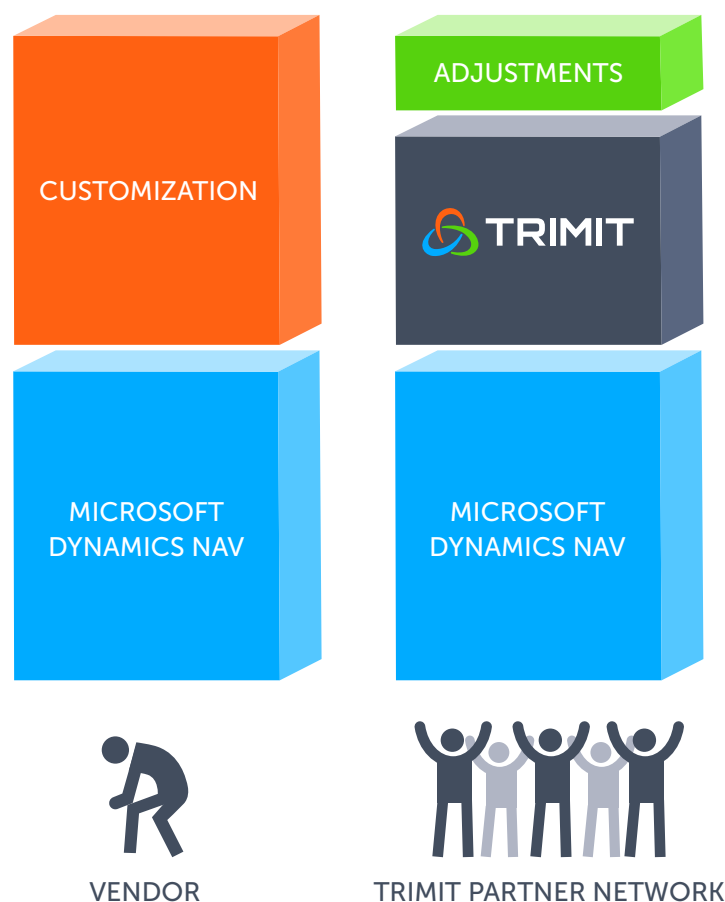 CUSTOMIZATION
MICROSOFT
DYNAMICS NAV
VENDOR
ADJUSTMENTS
TRIMIT
MICROSOFT
DYNAMICS NAV
TRIMIT PARTNER NETWORK